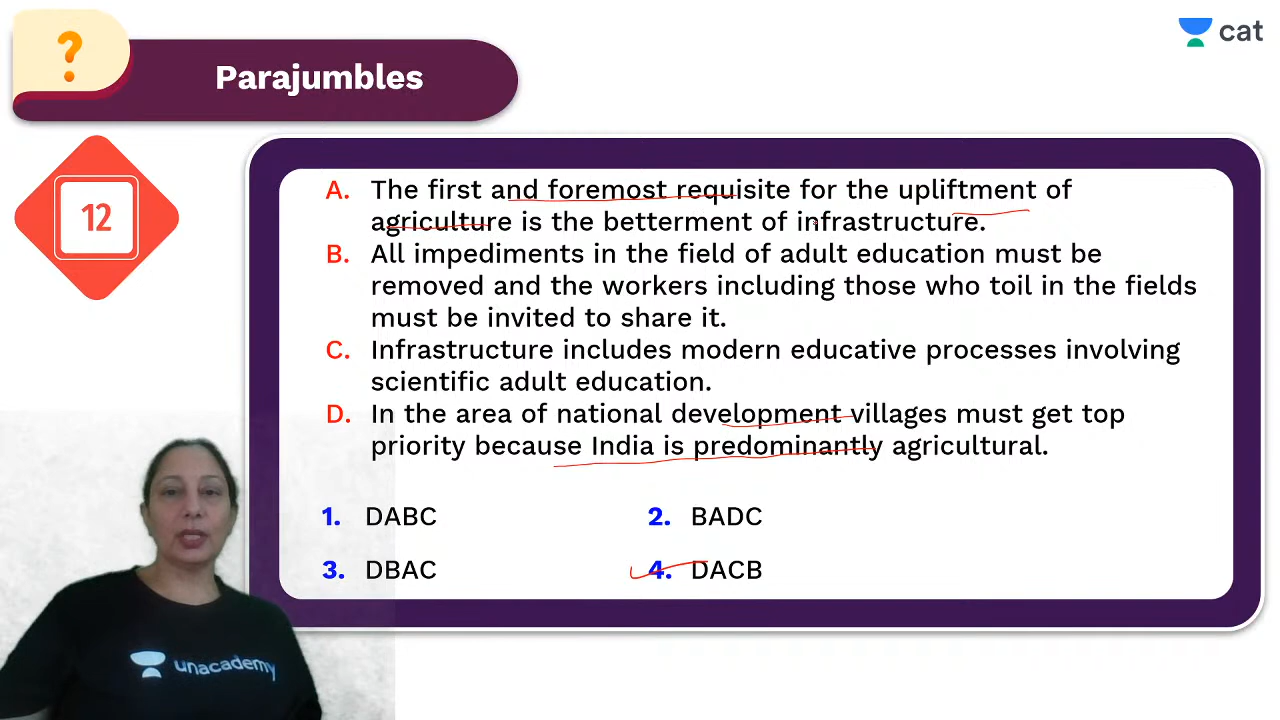 ?
Parajumbles
cat
12
A. The first and foremost requisite for the upliftment of
agriculture is the betterment of infrastructure.
B. All impediments in the field of adult education must be
removed and the workers including those who toil in the fields
must be invited to share it.
C. Infrastructure includes modern educative processes involving
scientific adult education.
D. In the area of national development villages must get top
priority because India is predominantly agricultural.
1. DABC 2. BADC
3. DBAC 4. DACB
unacademy